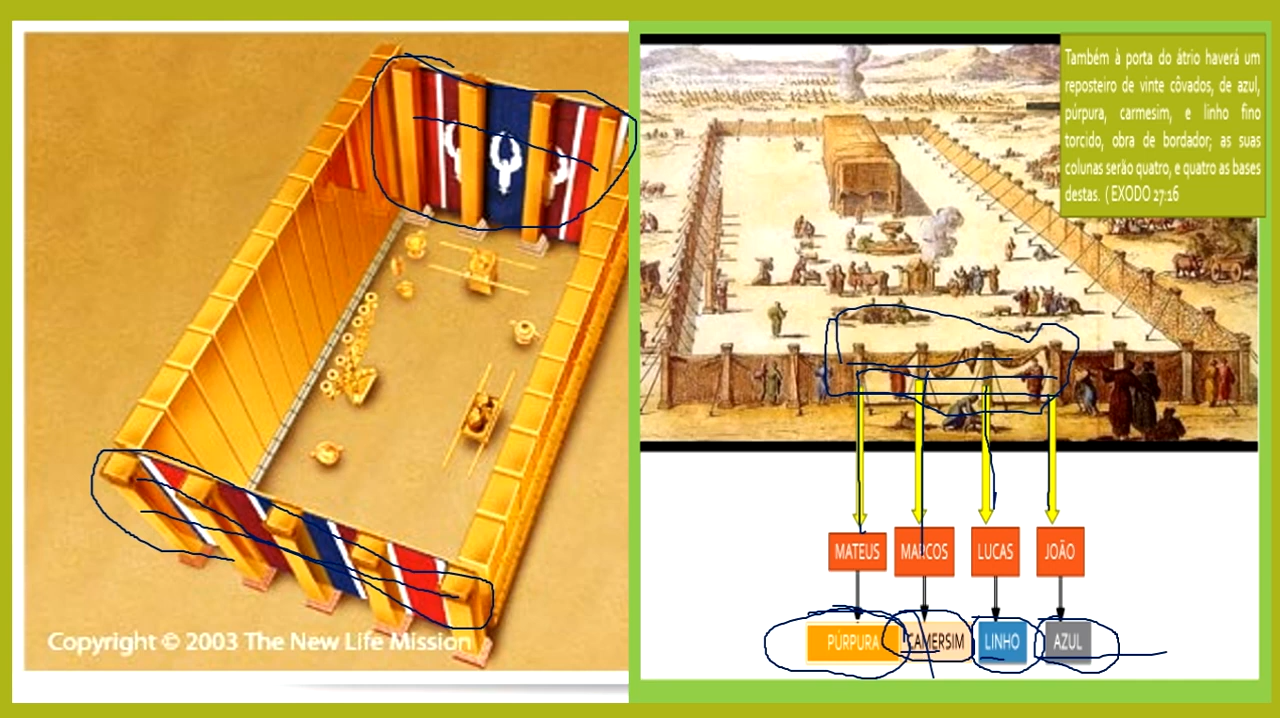 Também à porta do átrio haverá um
reposteiro de vinte côvados, de azul,
púrpura, carmesim, e linho fino
torcido, obra de bordador; as suas
colunas serão quatro, e quatro as bases
destas. ( EXODO 27:16
MATEUS
MARCOS
LUCAS
JOÃO
PÚRPURA
CAMERSIM
LINHO
AZUL
Copyright © 2003 The New Life Mission